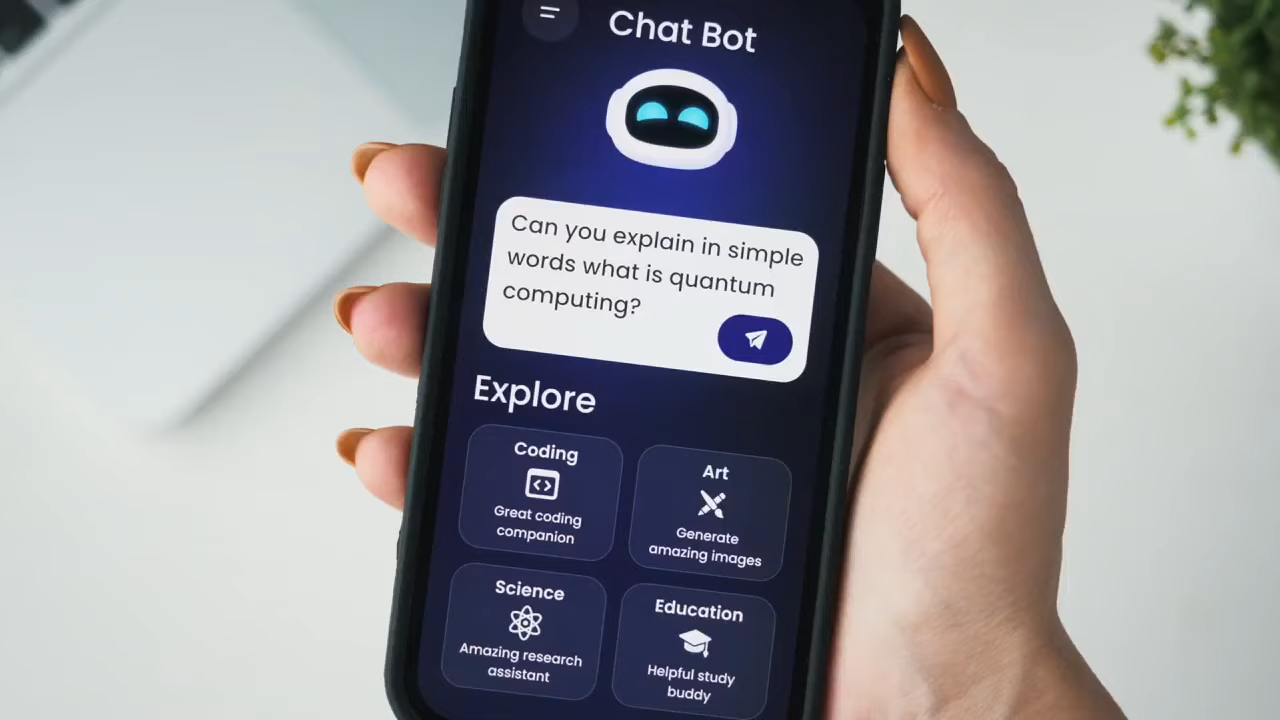 Chat Bot
Can you explain in simple
words what is quantum
computing?
Explore
Coding
Great coding
companion
Art
Generate
amazing images
Science
Amazing research
assistant
Education
Helpful study
buddy